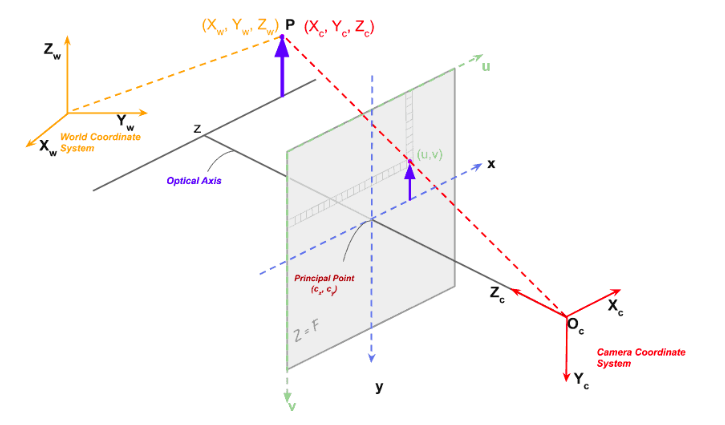 (Xw, Yw, Zw) P (Xc, Yc, Zc)
Zw
u
Yw
World Coordinate
System
Xw
z
(u,v)
x
Optical Axis
Principal Point
(cx, cy)
Zc
Xc
Oc
Z = F
Camera Coordinate
System
Yc
y
v